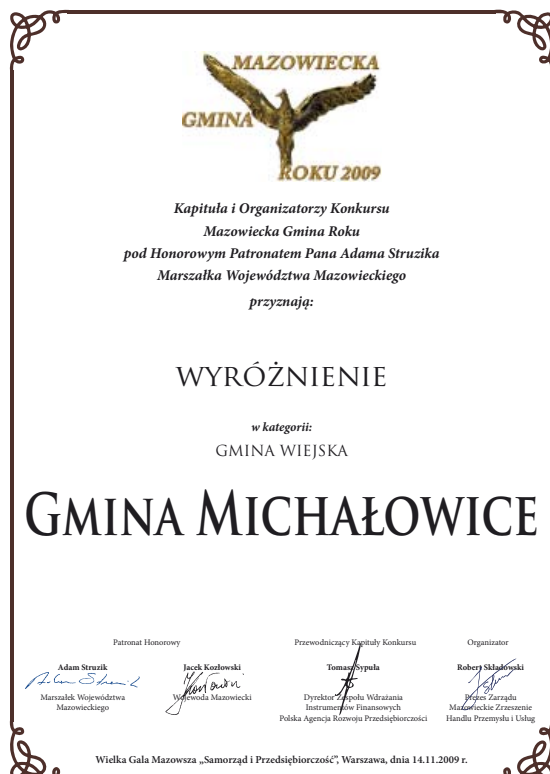 MAZOWIECKA
GMINA
ROKU 2009
Kapituła i Organizatorzy Konkursu
Mazowiecka Gmina Roku
pod Honorowym Patronatem Pana Adama Struzika
Marszałka Województwa Mazowieckiego
przyznają:
WYRÓŻNIENIE
w kategorii:
GMINA WIEJSKA
GMINA MICHAŁOWICE
Patronat Honorowy
Adam Struzik
Adam Struzik
Marszałek Województwa
Mazowieckiego
Jacek Kozłowski
Wojewoda Mazowiecki
Przewodniczący Kapituły Konkursu
Tomasz Sypuła
Dyrektor Zespołu Wdrażania
Instrumentów Finansowych
Polska Agencja Rozwoju Przedsiębiorczości
Organizator
Robert Składowski
Prezes Zarządu
Mazowieckie Zrzeszenie
Handlu Przemysłu i Usług
Wielka Gala Mazowsza „Samorząd i Przedsiębiorczość”, Warszawa, dnia 14.11.2009 r.